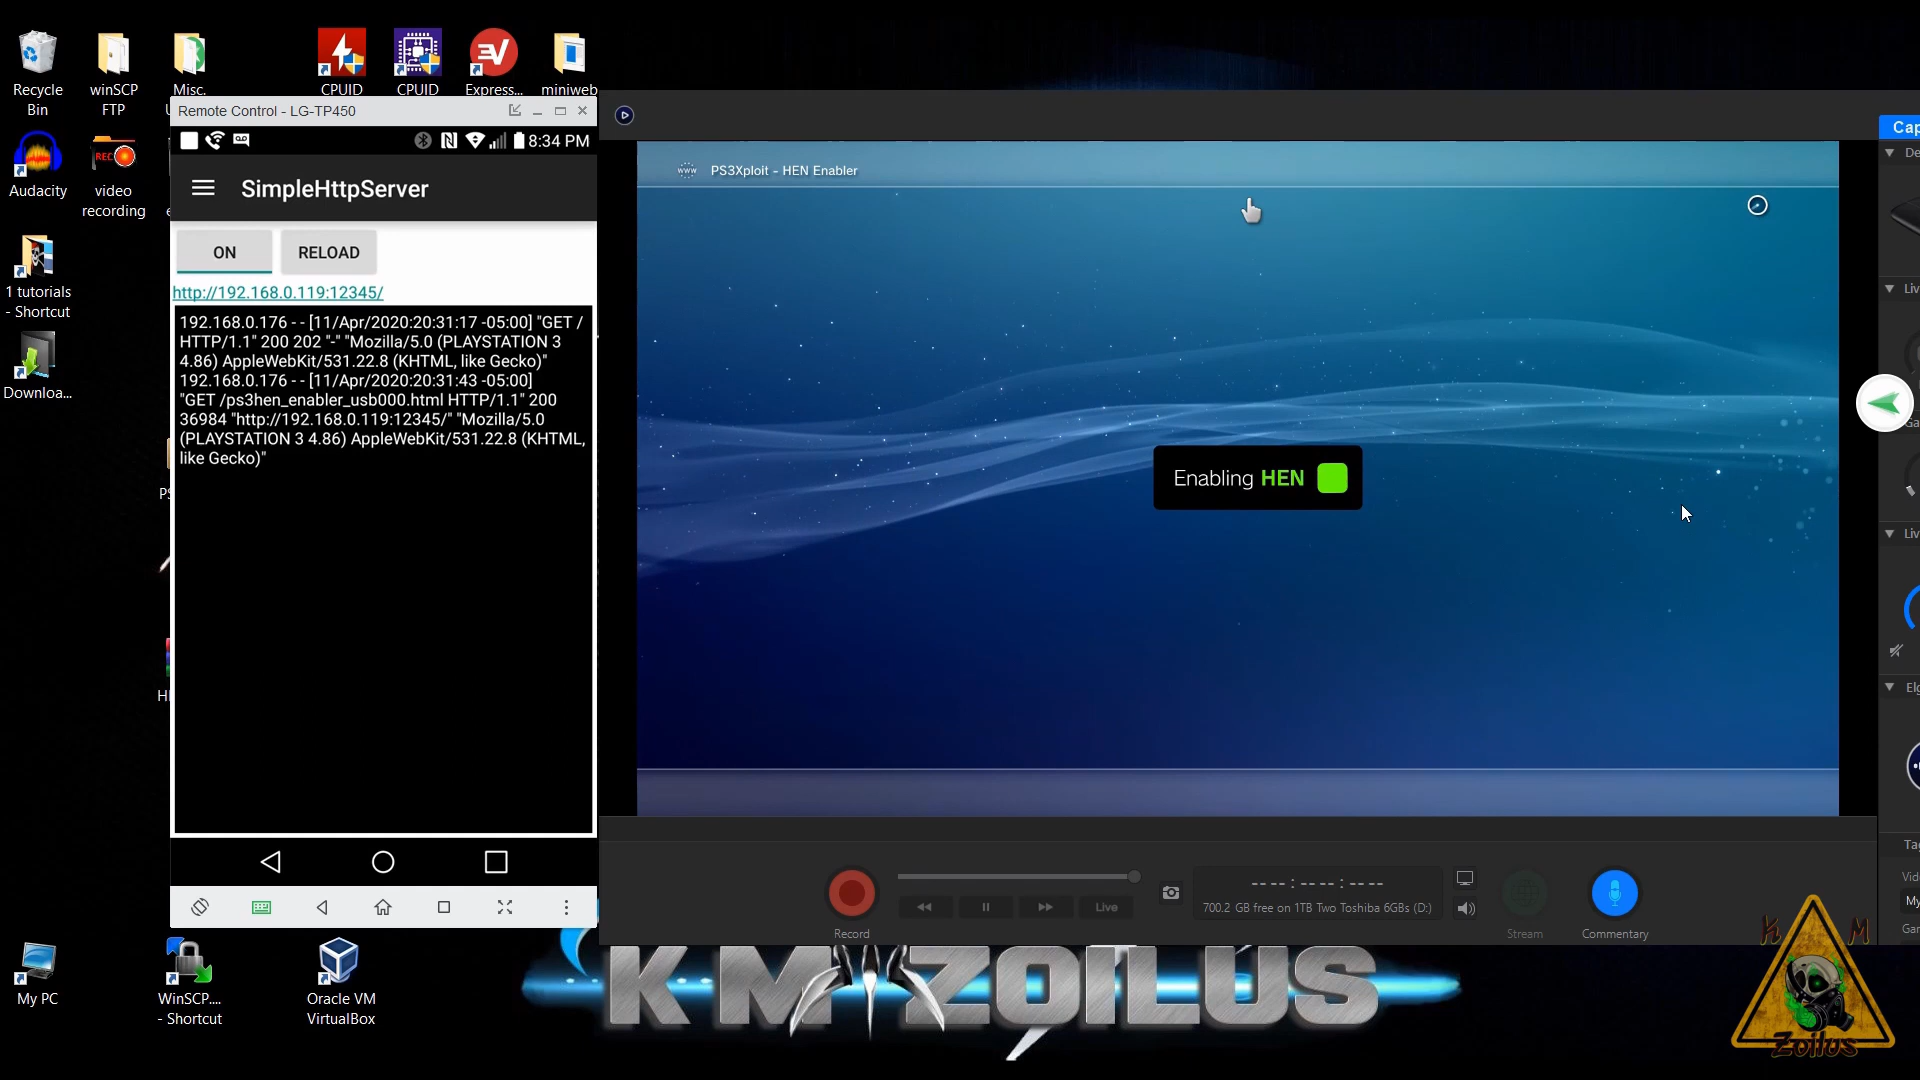 Recycle
Bin
winSCP
FTP
Misc.
CPUID
CPUID
Express...
miniweb
Audacity
REC
video
recording
1 tutorials
- Shortcut
Downloa...
My PC
WinSCP....
- Shortcut
Oracle VM
VirtualBox
Remote Control - LG-TP450
8:34 PM
SimpleHttpServer
ON
RELOAD
http://192.168.0.119:12345/
192.168.0.176 - - [11/Apr/2020:20:31:17 -05:00] "GET /
HTTP/1.1" 200 202 "-" "Mozilla/5.0 (PLAYSTATION 3
4.86) AppleWebKit/531.22.8 (KHTML, like Gecko)"
192.168.0.176 - - [11/Apr/2020:20:31:43 -05:00]
"GET /ps3hen_enabler_usb000.html HTTP/1.1" 200
36984 "http://192.168.0.119:12345/" "Mozilla/5.0
(PLAYSTATION 3 4.86) AppleWebKit/531.22.8 (KHTML,
like Gecko)"
www PS3Xploit - HEN Enabler
Enabling HEN
Record
Live
-- -- : -- -- : -- --
700.2 GB free on 1TB Two Toshiba 6GBs (D:)
Stream
Commentary
KM ZOILUS
K M
Zoilus